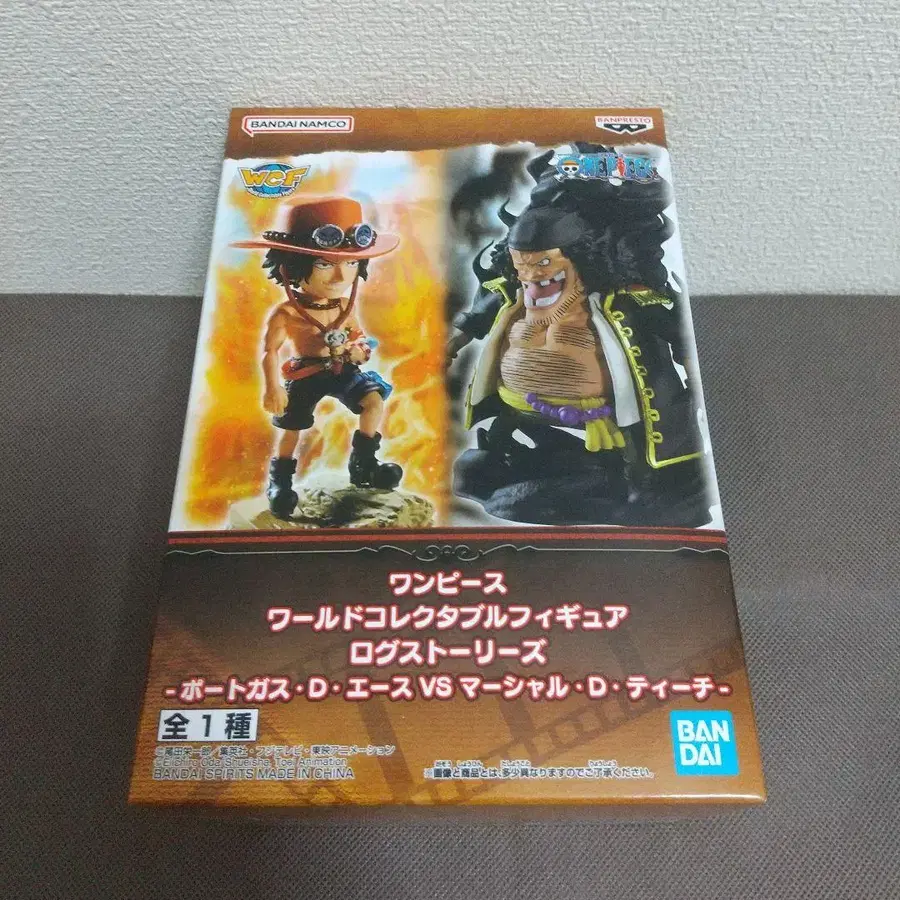 BANDAI NAMCO
BANPRESTO
WCF
ONE PIECE
ワンピース
ワールドコレクタブルフィギュア
ログストーリーズ
-ポートガス・D・エース VS マーシャル・D・ティーチ-
全1種
©尾田栄一郎/集英社・フジテレビ・東映アニメーション
©Eiichiro Oda/Shueisha, Toei Animation
BANDAI SPIRITS MADE IN CHINA
※画像と商品とは、多少異なりますのでご了承ください。
BAN
DAI